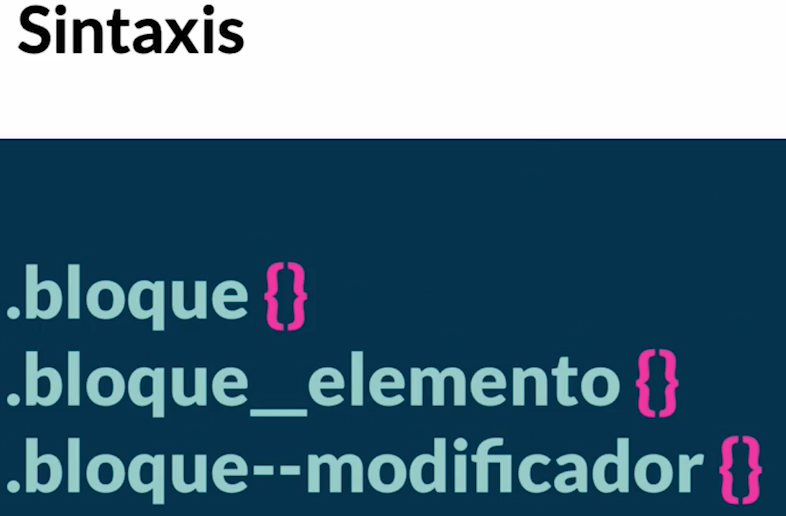 Sintaxis
.bloque {}
.bloque__elemento {}
.bloque--modificador {}